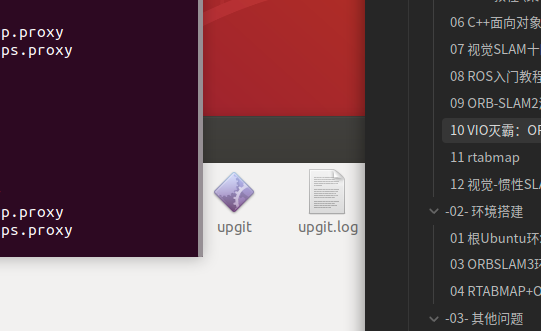 p.proxy
ps.proxy
p.proxy
ps.proxy
upgit
upgit.log
06 C++面向对象
07 视觉SLAM十
08 ROS入门教程
09 ORB-SLAM2
10 VIO灭霸：OR
11 rtabmap
12 视觉-惯性SLA
-02- 环境搭建
01 根Ubuntu环
03 ORBSLAM3环
04 RTABMAP+O
-03- 其他问题